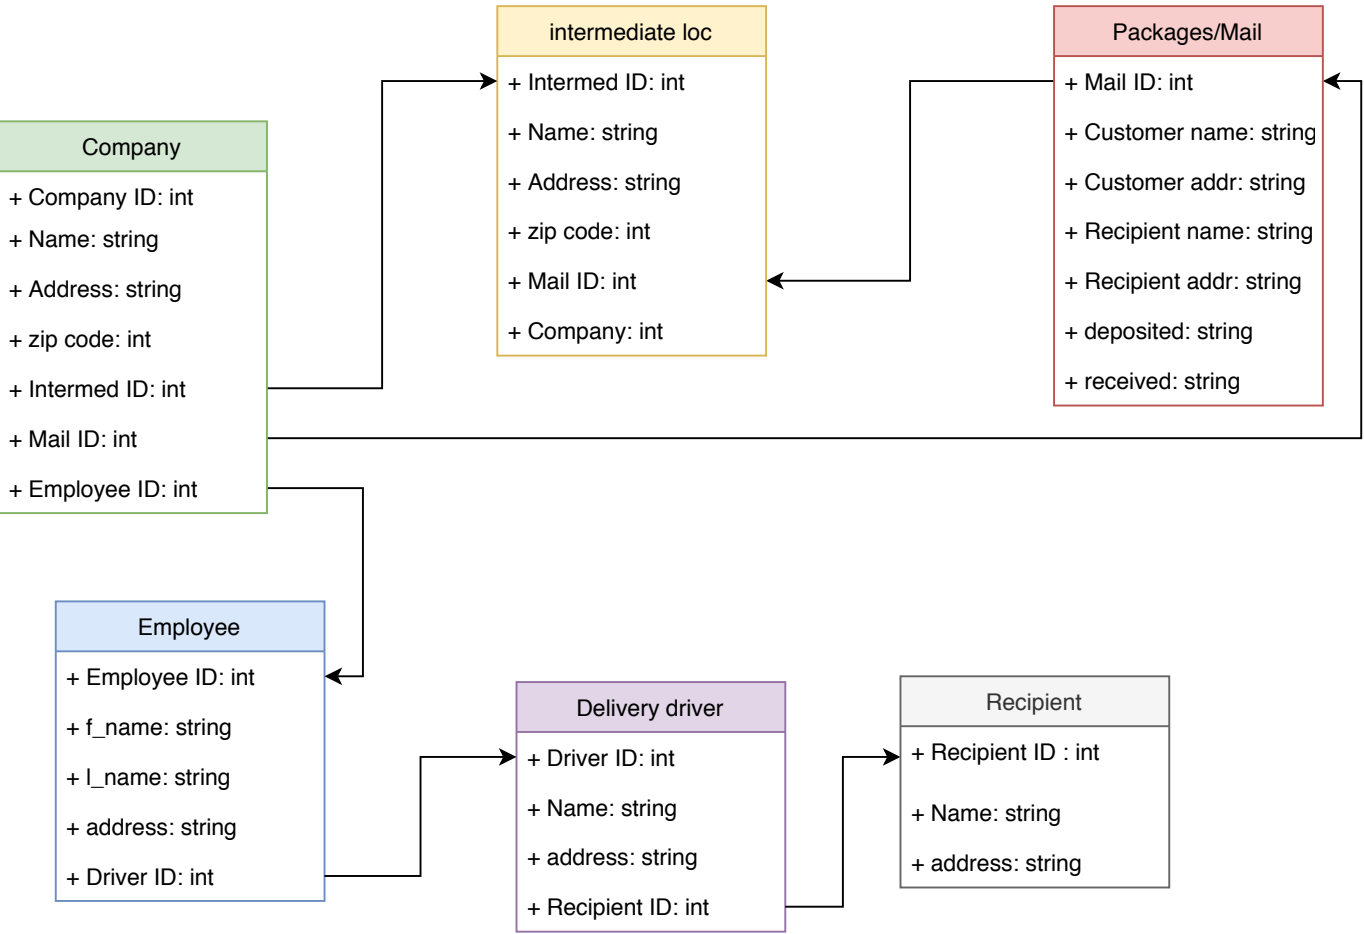 intermediate loc
+ Intermed ID: int
+ Name: string
+ Address: string
+ zip code: int
+ Mail ID: int
+ Company: int
Packages/Mail
+ Mail ID: int
+ Customer name: string
+ Customer addr: string
+ Recipient name: string
+ Recipient addr: string
+ deposited: string
+ received: string
Company
+ Company ID: int
+ Name: string
+ Address: string
+ zip code: int
+ Intermed ID: int
+ Mail ID: int
+ Employee ID: int
Employee
+ Employee ID: int
+ f_name: string
+ l_name: string
+ address: string
+ Driver ID: int
Delivery driver
+ Driver ID: int
+ Name: string
+ address: string
+ Recipient ID: int
Recipient
+ Recipient ID : int
+ Name: string
+ address: string